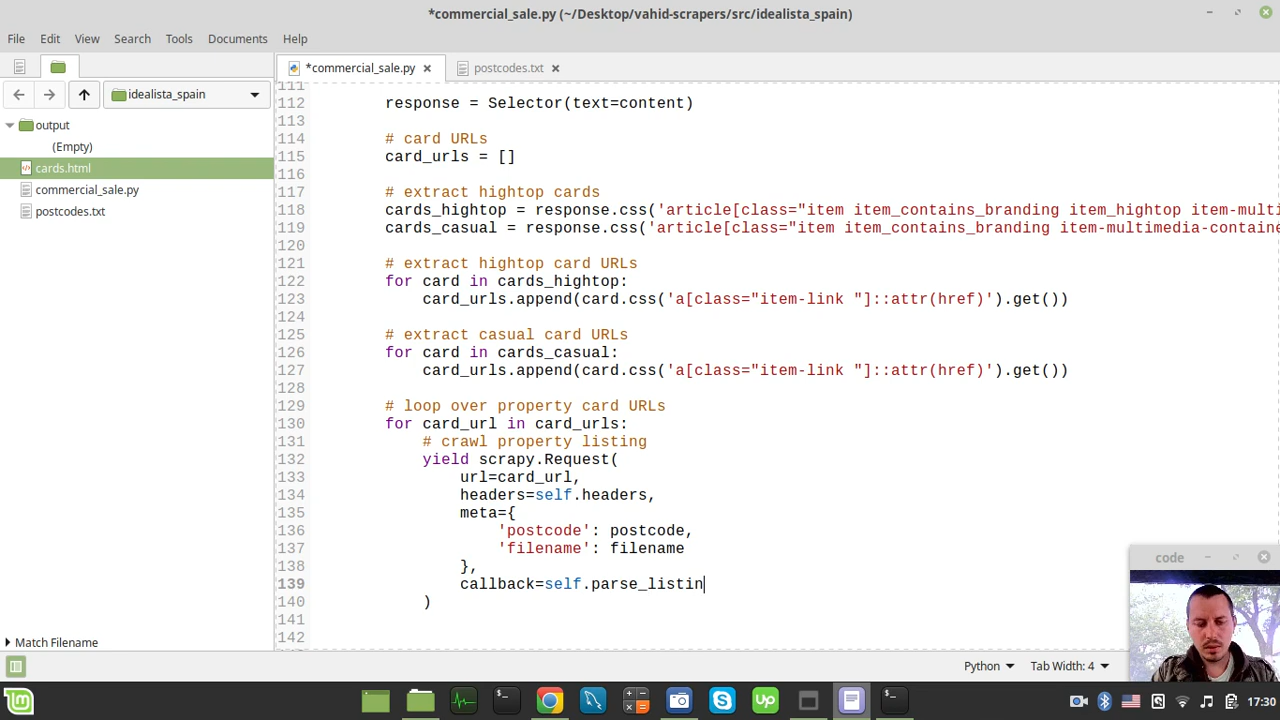 *commercial_sale.py (~/Desktop/vahid-scrapers/src/idealista_spain)
File Edit View Search Tools Documents Help
*commercial_sale.py
postcodes.txt
idealista_spain
output
(Empty)
cards.html
commercial_sale.py
postcodes.txt
Match Filename
111
112 response = Selector(text=content)
113
114 # card URLs
115 card_urls = []
116
117 # extract hightop cards
118 cards_hightop = response.css('article[class="item item_contains_branding item_hightop item-multi
119 cards_casual = response.css('article[class="item item_contains_branding item-multimedia-containe
120
121 # extract hightop card URLs
122 for card in cards_hightop:
123 card_urls.append(card.css('a[class="item-link "]::attr(href)').get())
124
125 # extract casual card URLs
126 for card in cards_casual:
127 card_urls.append(card.css('a[class="item-link "]::attr(href)').get())
128
129 # loop over property card URLs
130 for card_url in card_urls:
131 # crawl property listing
132 yield scrapy.Request(
133 url=card_url,
134 headers=self.headers,
135 meta={
136 'postcode': postcode,
137 'filename': filename
138 },
139 callback=self.parse_listin
140 )
141
142
code
Python Tab Width: 4
17:30